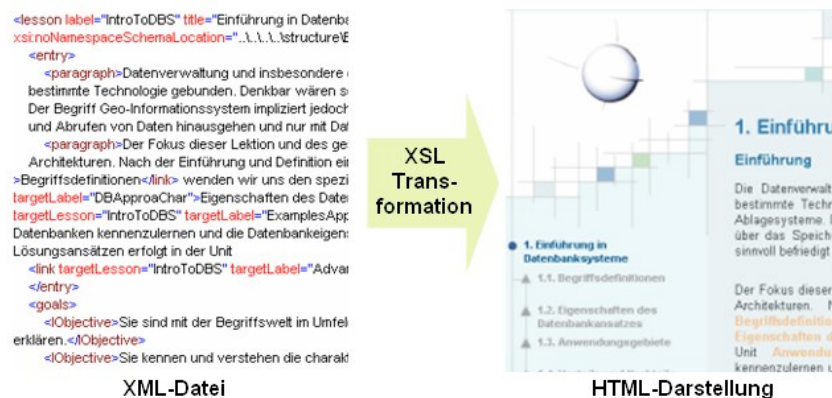 <lesson label="IntroToDBS" title="Einführung in Datenba
xsi:noNamespaceSchemaLocation="..\..\..\..\structure\E
<entry>
<paragraph>Datenverwaltung und insbesondere
bestimmte Technologie gebunden. Denkbar wären s
Der Begriff Geo-Informationssystem impliziert jedoch
und Abrufen von Daten hinausgehen und nur mit Dat
<paragraph>Der Fokus dieser Lektion und des ge
Architekturen. Nach der Einführung und Definition ein
>Begriffsdefinitionen</link> wenden wir uns den spezi
targetLabel="DBApproaChar">Eigenschaften des Date
targetLesson="IntroToDBS" targetLabel="ExamplesApp
Datenbanken kennenzulernen und die Datenbankeigen
Lösungsansätzen erfolgt in der Unit
<link targetLesson="IntroToDBS" targetLabel="Advar
</entry>
<goals>
<lObjective>Sie sind mit der Begriffswelt im Umfel
erklären.</lObjective>
<lObjective>Sie kennen und verstehen die charakt
XML-Datei
XSL
Trans-
formation
1. Einführung in
Datenbanksysteme
1.1. Begriffsdefinitionen
1.2. Eigenschaften des
Datenbankansatzes
1.3. Anwendungsgebiete
1. Einführu
Einführung
Die Datenverwalt
bestimmte Techn
Ablagesysteme. 
über das Speich
sinnvoll befriedigt
Der Fokus dieser
Architekturen. N
Begriffsdefinitio
Eigenschaften d
Unit Anwendu
kennenzulernen u
HTML-Darstellung